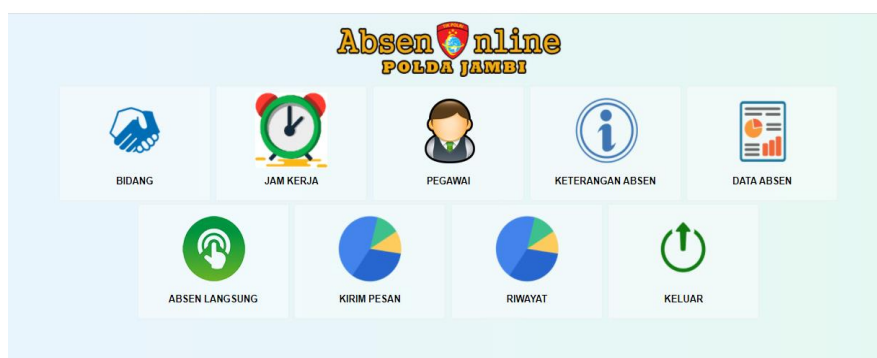 Absen Online
POLDA JAMBI
BIDANG
JAM KERJA
PEGAWAI
KETERANGAN ABSEN
DATA ABSEN
ABSEN LANGSUNG
KIRIM PESAN
RIWAYAT
KELUAR